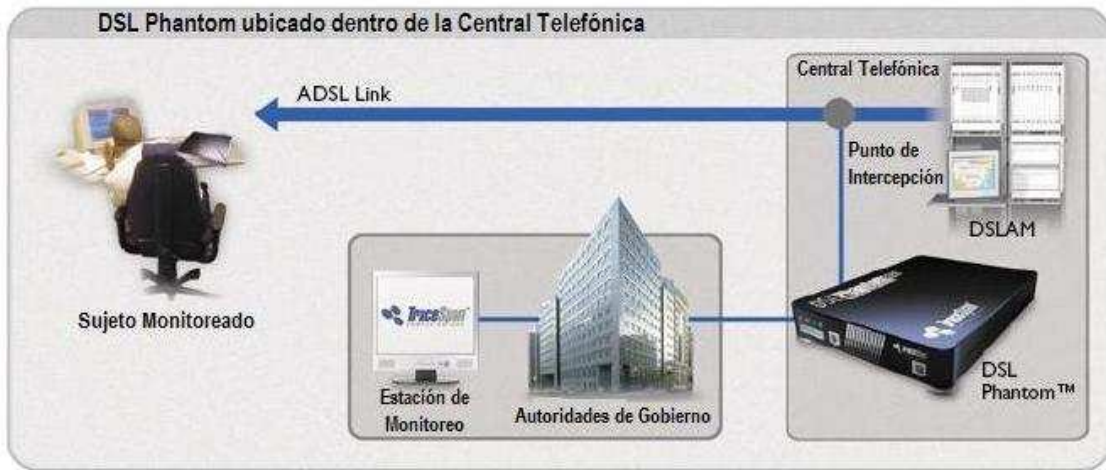 DSL Phantom ubicado dentro de la Central Telefónica
ADSL Link
Central Telefónica
Punto de
Intercepción
DSLAM
Sujeto Monitoreado
TraceSpan
Estación de
Monitoreo
Autoridades de Gobierno
DSL
Phantom™